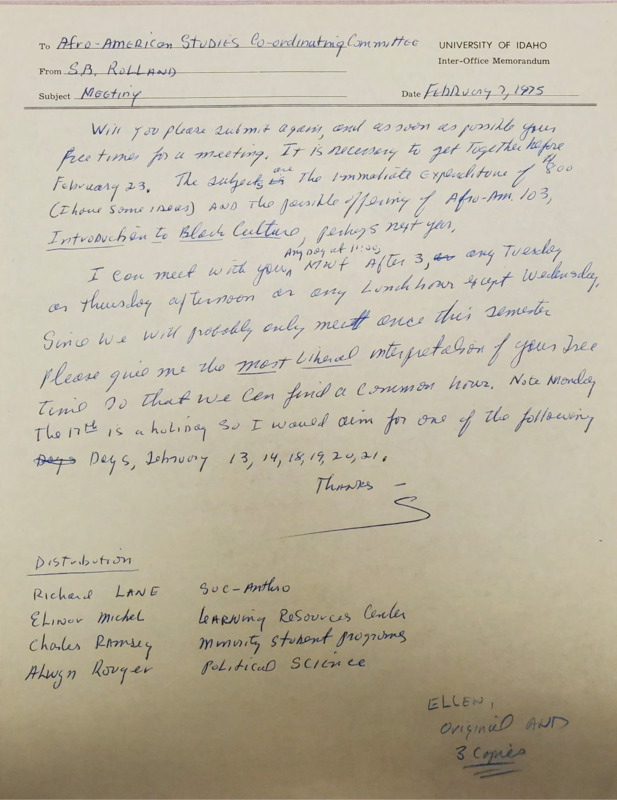 To Afro-American Studies Co-ordinating Committee
UNIVERSITY OF IDAHO
Inter-Office Memorandum
From S.B. Rolland
Subject Meeting
Date February 7, 1975
Will you please submit again, and as soon as possible your
free times for a meeting. It is necessary to get together before
February 23. The subjects are the immediate expenditure of $800
(I have some ideas) AND the possible offering of Afro-Am. 103,
Introduction to Black Culture, perhaps next year.
I can meet with you, Any day at 11:00, MWF After 3, any Tuesday
or Thursday afternoon or any Lunch hour except Wednesday.
Since we will probably only meet once this semester
Please give me the most Liberal interpretation of your free
time so that we can find a common hour. Note Monday
the 17th is a holiday so I would aim for one of the following
Days, February 13, 14, 18, 19, 20, 21.
Thanks –
S
Distribution
Richard LANE Soc-Anthro
Elinor Michel Learning Resources Center
Charles Ramsey Minority Student Programs
Alwyn Rouyer Political Science
ELLEN,
Original AND
3 Copies